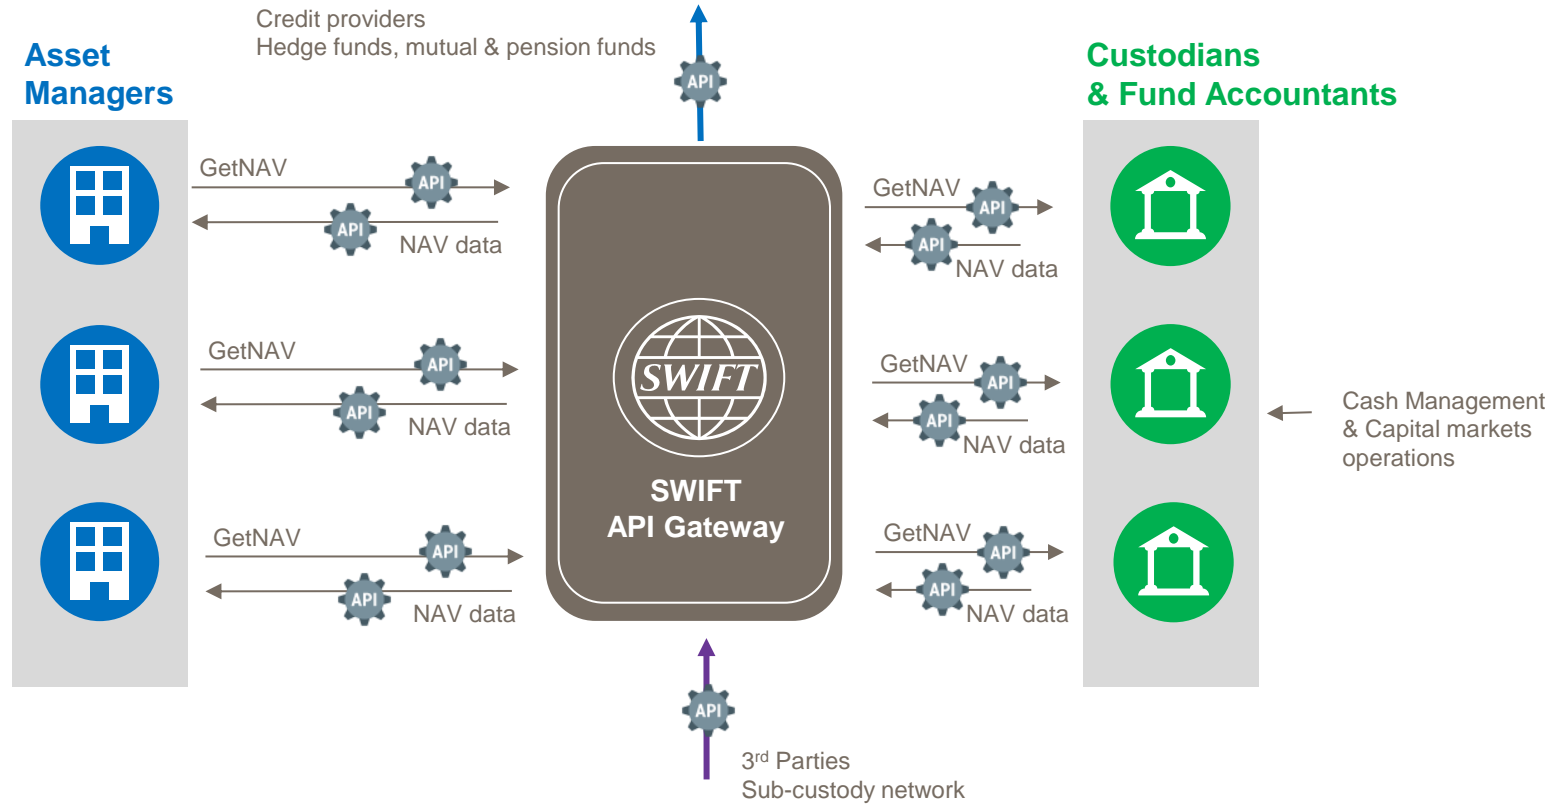 Credit providers
Hedge funds, mutual & pension funds
API
Asset
Managers
Custodians
& Fund Accountants
GetNAV
API
API
NAV data
GetNAV
API
API
NAV data
GetNAV
API
API
NAV data
SWIFT
SWIFT
API Gateway
GetNAV
API
API
NAV data
GetNAV
API
API
NAV data
GetNAV
API
API
NAV data
Cash Management
& Capital markets
operations
API
3rd Parties
Sub-custody network